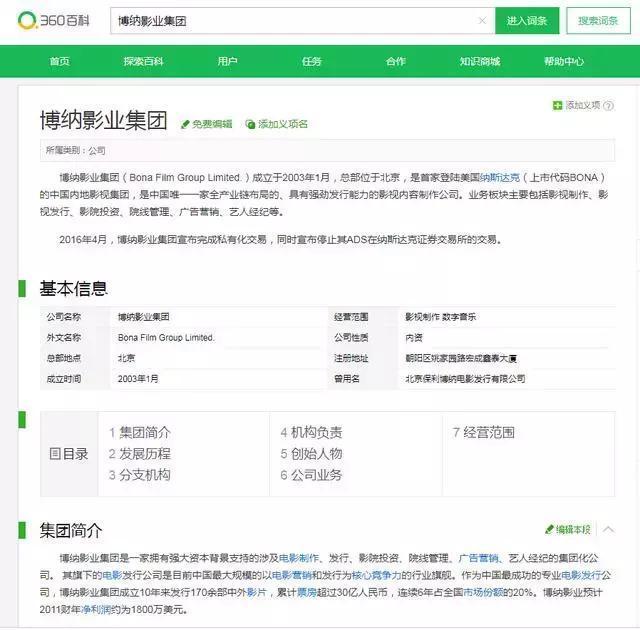 360百科
博纳影业集团
×
进入词条
搜索词条
首页
探索百科
用户
任务
合作
知识商城
帮助中心
添加义项
?
博纳影业集团
免费编辑
添加义项名
所属类别：公司
博纳影业集团（Bona Film Group Limited.）成立于2003年1月，总部位于北京，是首家登陆美国纳斯达克（上市代码BONA）
的中国内地影视集团，是中国唯一一家全产业链布局的、具有强劲发行能力的影视内容制作公司。业务板块主要包括影视制作、影
视发行、影院投资、院线管理、广告营销、艺人经纪等。
2016年4月，博纳影业集团宣布完成私有化交易，同时宣布停止其ADS在纳斯达克证券交易所的交易。
基本信息
公司名称
博纳影业集团
经营范围
影视制作 数字音乐
外文名称
Bona Film Group Limited.
公司性质
内资
总部地点
北京
注册地址
朝阳区姚家园路宏成鑫泰大厦
成立时间
2003年1月
曾用名
北京保利博纳电影发行有限公司
目录
1 集团简介
2 发展历程
3 分支机构
4 机构负责
5 创始人物
6 公司业务
7 经营范围
集团简介
编辑本段
博纳影业集团是一家拥有强大资本背景支持的涉及电影制作、发行、影院投资、院线管理、广告营销、艺人经纪的集团化公
司。 其旗下的电影发行公司是目前中国最大规模的以电影营销和发行为核心竞争力的行业旗舰。作为中国最成功的专业电影发行公
司，博纳影业集团成立10年来发行170余部中外影片，累计票房超过30亿人民币，连续6年占全国市场份额的20%。博纳影业预计
2011财年净利润约为1800万美元。